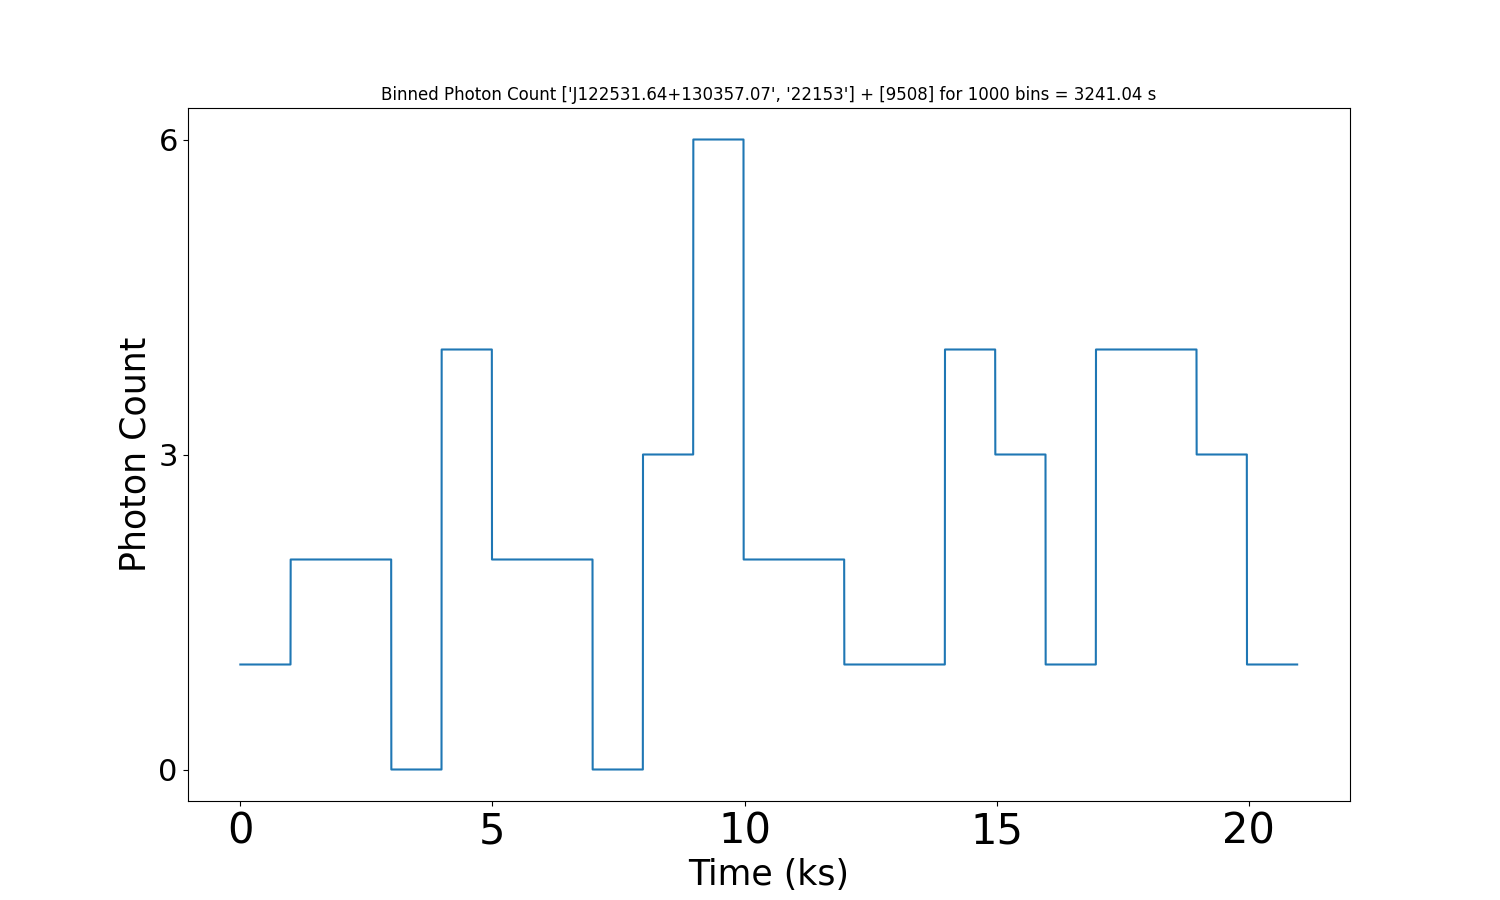 Binned Photon Count ['J122531.64+130357.07', '22153'] + [9508] for 1000 bins = 3241.04 s
6
3
0
Photon Count
0 5 10 15 20
Time (ks)